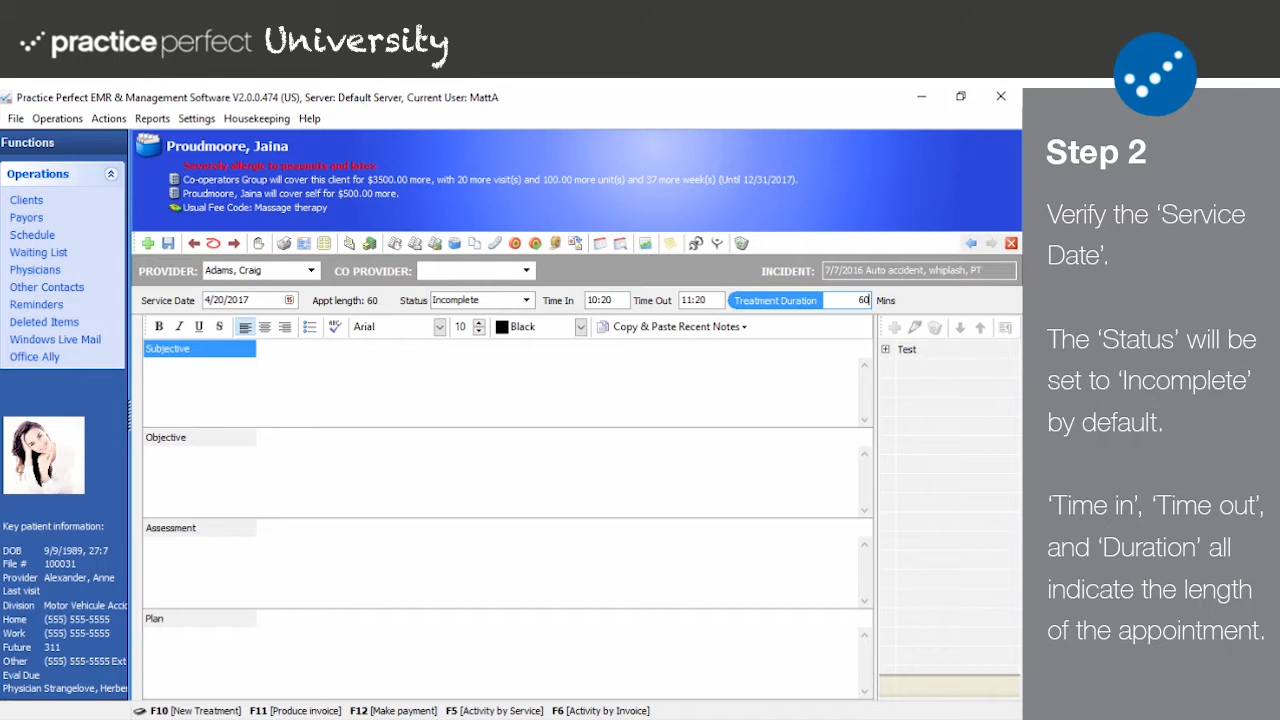 practiceperfect University
Practice Perfect EMR & Management Software V2.0.0.474 (US), Server: Default Server, Current User: MattA
File Operations Actions Reports Settings Housekeeping Help
Functions
Operations
Clients
Payors
Schedule
Waiting List
Physicians
Other Contacts
Reminders
Deleted Items
Windows Live Mail
Office Ally
Key patient information:
DOB 9/9/1989, 27:7
File # 100031
Provider Alexander, Anne
Last visit
Division Motor Vehicule Accid
Home (555) 555-5555
Work (555) 555-5555
Future 311
Other (555) 555-5555 Ext
Eval Due
Physician Strangelove, Herber
Proudmoore, Jaina
Severely allergic to peanuts and latex
Co-operators Group will cover this client for $3500.00 more, with 20 more visit(s) and 100.00 more unit(s) and 37 more week(s) (Until 12/31/2017).
Proudmoore, Jaina will cover self for $500.00 more.
Usual Fee Code: Massage therapy
PROVIDER: Adams, Craig CO PROVIDER: INCIDENT: 7/7/2016 Auto accident, whiplash, PT
Service Date 4/20/2017 Appt length: 60 Status Incomplete Time In 10:20 Time Out 11:20 Treatment Duration 60 Mins
B I U S Arial 10 Black Copy & Paste Recent Notes
Subjective
Test
Objective
Assessment
Plan
F10 [New Treatment] F11 [Produce invoice] F12 [Make payment] F5 [Activity by Service] F6 [Activity by Invoice]
Step 2
Verify the ‘Service
Date’.
The ‘Status’ will be
set to ‘Incomplete’
by default.
‘Time in’, ‘Time out’,
and ‘Duration’ all
indicate the length
of the appointment.